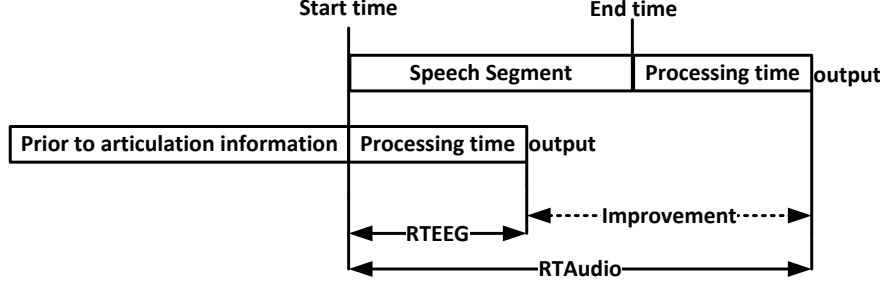 Start time
End time
Speech Segment
Processing time
output
Prior to articulation information
Processing time
output
Improvement
RTEEG
RTAudio